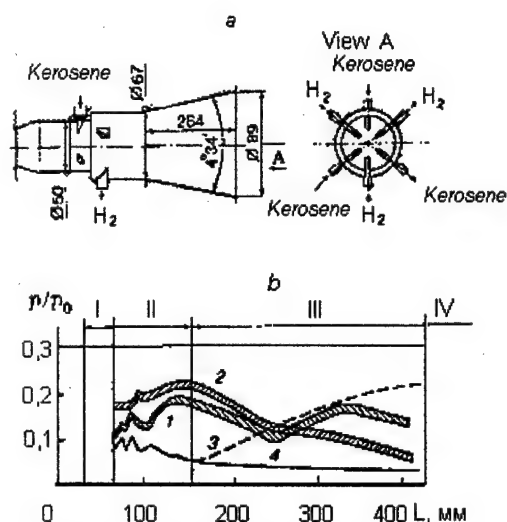 a
View A
Kerosene
Kerosene
H2
H2
Ø67
264
4°34'
Ø89
A
Ø50
H2
Kerosene
Kerosene
H2
b
p/p0
I
II
III
IV
0,3
0,2
0,1
1
2
3
4
0
100
200
300
400
L, мм